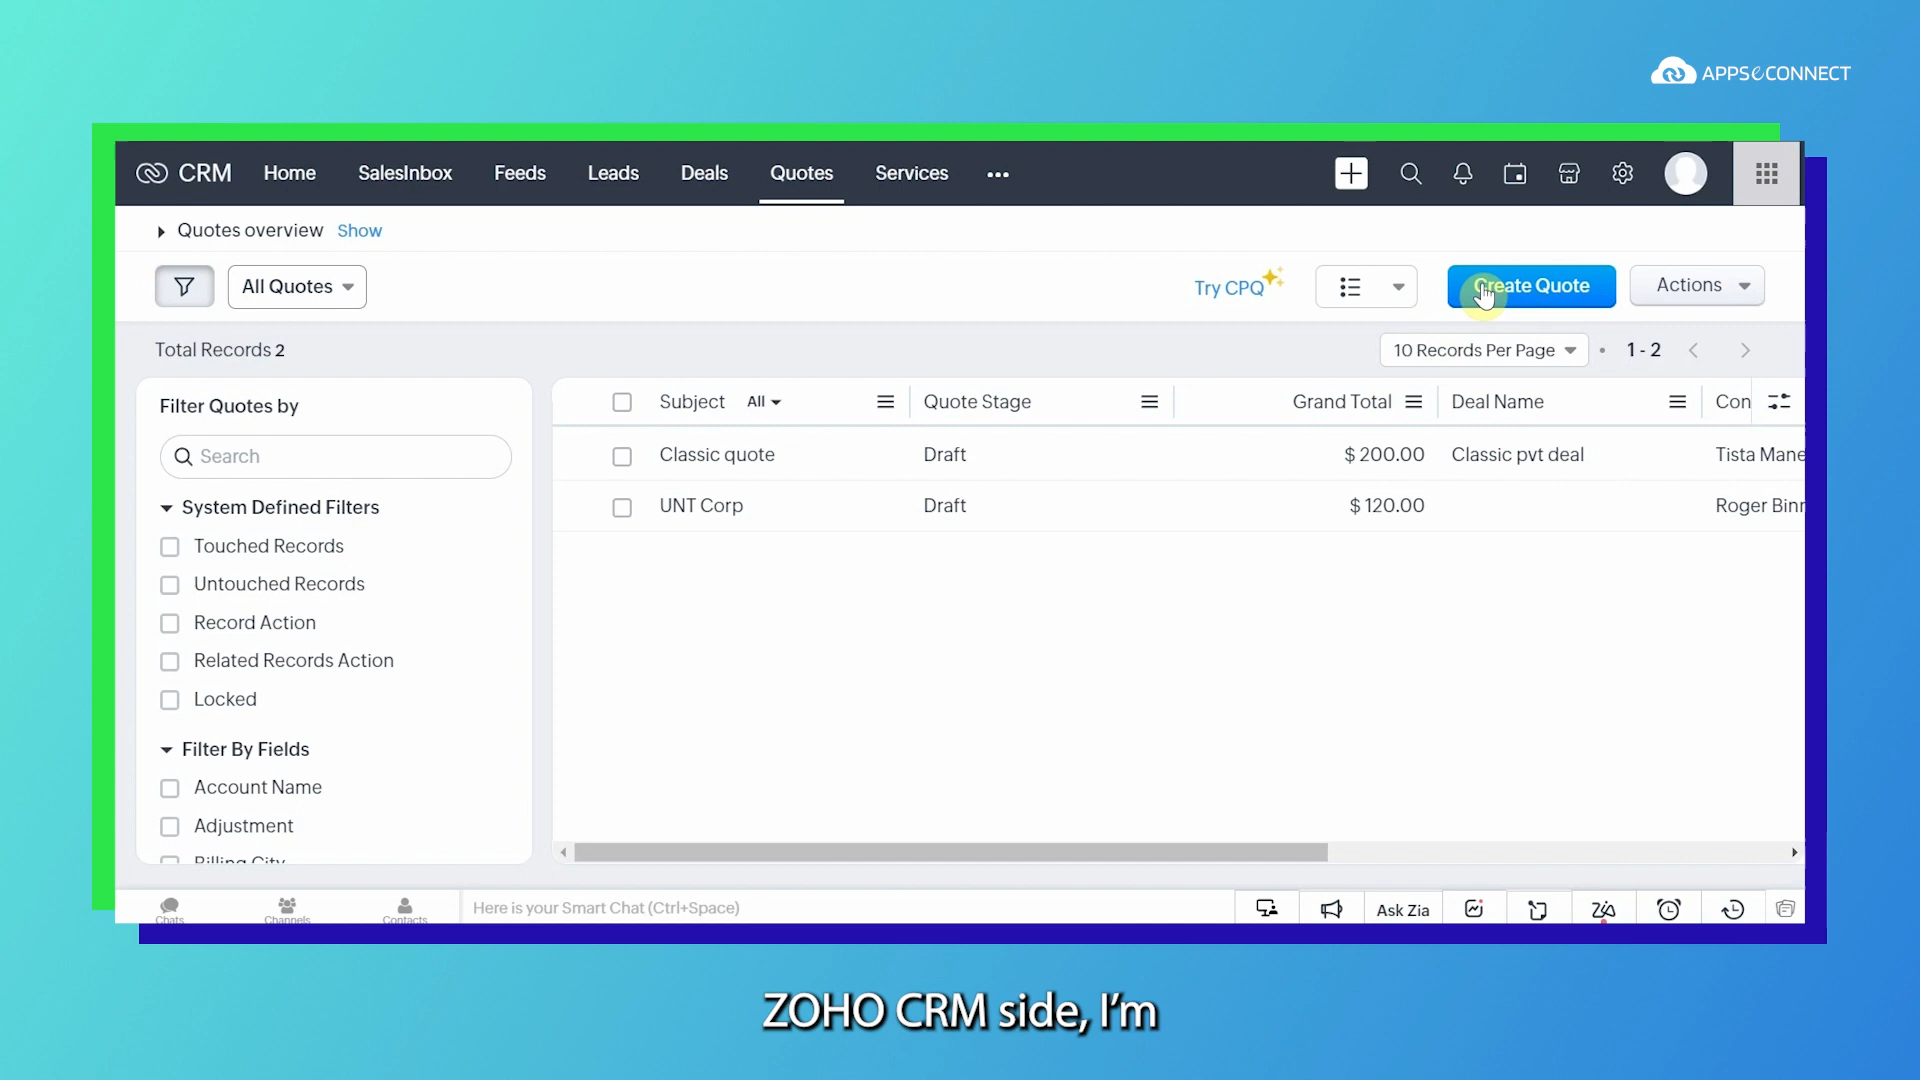 APPSeCONNECT
CRM Home SalesInbox Feeds Leads Deals Quotes Services ...
Quotes overview Show
All Quotes Try CPQ Create Quote Actions
Total Records 2 10 Records Per Page • 1 - 2
Filter Quotes by
Search
System Defined Filters
Touched Records
Untouched Records
Record Action
Related Records Action
Locked
Filter By Fields
Account Name
Adjustment
Billing City
Subject All Quote Stage Grand Total Deal Name Con
Classic quote Draft $ 200.00 Classic pvt deal Tista Mane
UNT Corp Draft $ 120.00 Roger Binn
Chats Channels Contacts Here is your Smart Chat (Ctrl+Space) Ask Zia
ZOHO CRM side, I'm